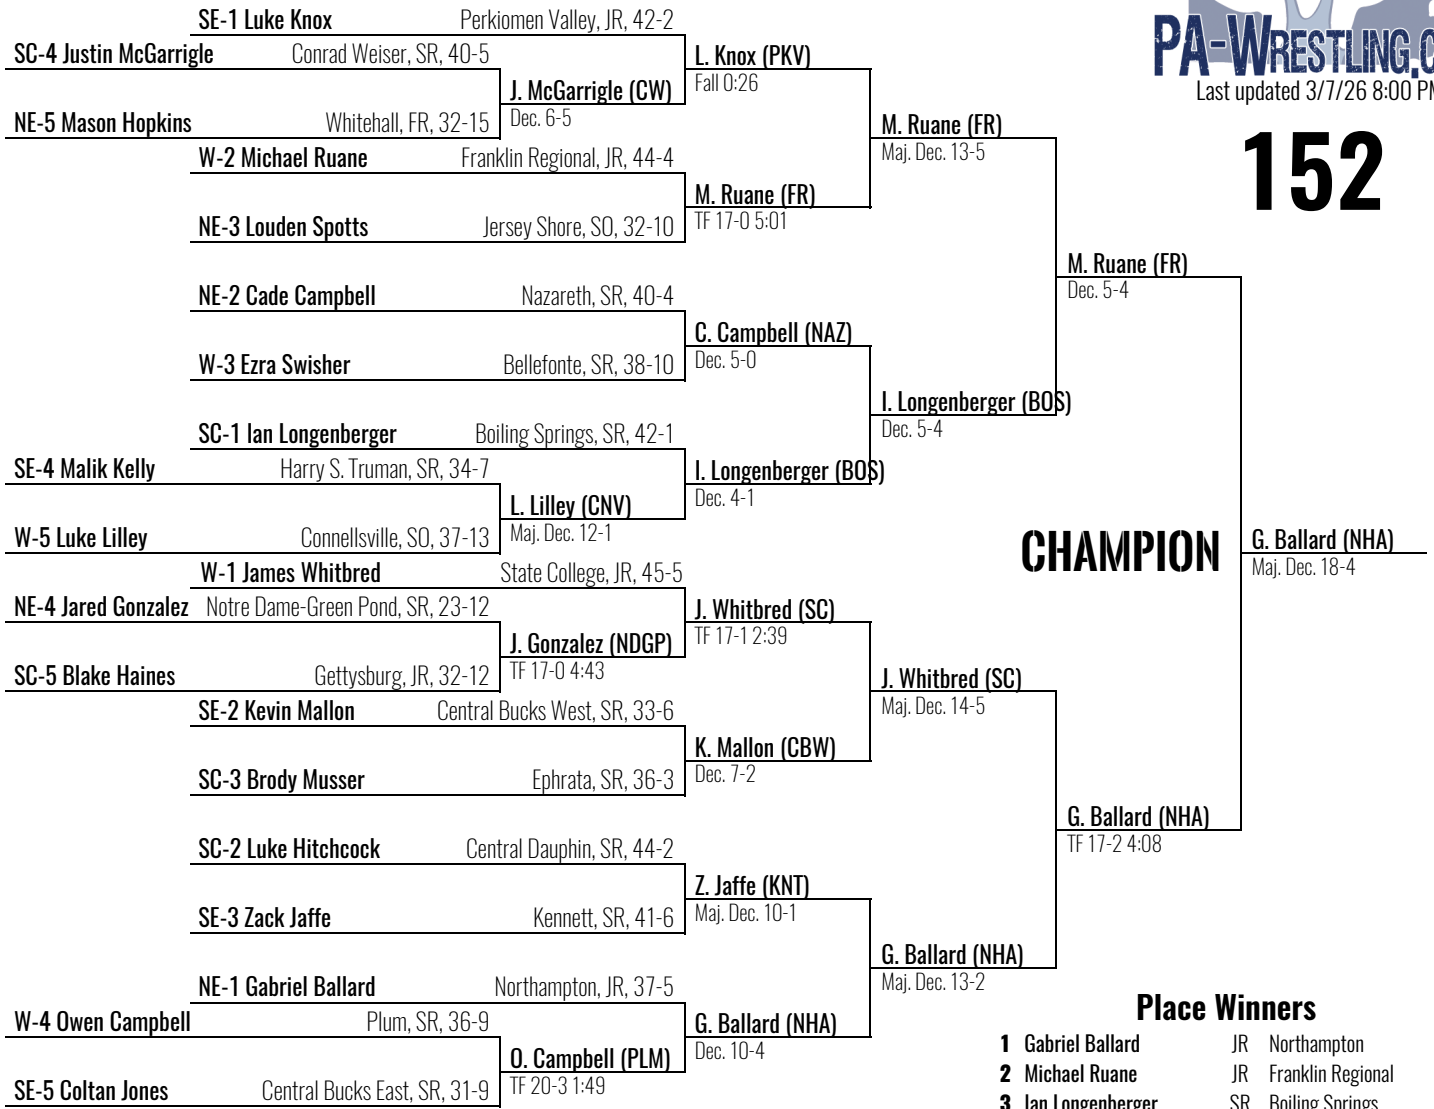 SE-1 Luke Knox Perkiomen Valley, JR, 42-2
SC-4 Justin McGarrigle Conrad Weiser, SR, 40-5
L. Knox (PKV)
Fall 0:26
J. McGarrigle (CW)
Dec. 6-5
NE-5 Mason Hopkins Whitehall, FR, 32-15
M. Ruane (FR)
Maj. Dec. 13-5
W-2 Michael Ruane Franklin Regional, JR, 44-4
M. Ruane (FR)
TF 17-0 5:01
NE-3 Louden Spotts Jersey Shore, SO, 32-10
M. Ruane (FR)
Dec. 5-4
NE-2 Cade Campbell Nazareth, SR, 40-4
C. Campbell (NAZ)
Dec. 5-0
W-3 Ezra Swisher Bellefonte, SR, 38-10
I. Longenberger (BOS)
Dec. 5-4
SC-1 Ian Longenberger Boiling Springs, SR, 42-1
SE-4 Malik Kelly Harry S. Truman, SR, 34-7
I. Longenberger (BOS)
Dec. 4-1
L. Lilley (CNV)
Maj. Dec. 12-1
W-5 Luke Lilley Connellsville, SO, 37-13
CHAMPION
G. Ballard (NHA)
Maj. Dec. 18-4
W-1 James Whitbred State College, JR, 45-5
NE-4 Jared Gonzalez Notre Dame-Green Pond, SR, 23-12
J. Whitbred (SC)
TF 17-1 2:39
J. Gonzalez (NDGP)
TF 17-0 4:43
SC-5 Blake Haines Gettysburg, JR, 32-12
J. Whitbred (SC)
Maj. Dec. 14-5
SE-2 Kevin Mallon Central Bucks West, SR, 33-6
K. Mallon (CBW)
Dec. 7-2
SC-3 Brody Musser Ephrata, SR, 36-3
G. Ballard (NHA)
TF 17-2 4:08
SC-2 Luke Hitchcock Central Dauphin, SR, 44-2
Z. Jaffe (KNT)
Maj. Dec. 10-1
SE-3 Zack Jaffe Kennett, SR, 41-6
G. Ballard (NHA)
Maj. Dec. 13-2
NE-1 Gabriel Ballard Northampton, JR, 37-5
W-4 Owen Campbell Plum, SR, 36-9
G. Ballard (NHA)
Dec. 10-4
O. Campbell (PLM)
TF 20-3 1:49
SE-5 Coltan Jones Central Bucks East, SR, 31-9
PA-WRESTLING.C
Last updated 3/7/26 8:00 PM
152
Place Winners
1 Gabriel Ballard JR Northampton
2 Michael Ruane JR Franklin Regional
3 Ian Longenberger SR Boiling Springs